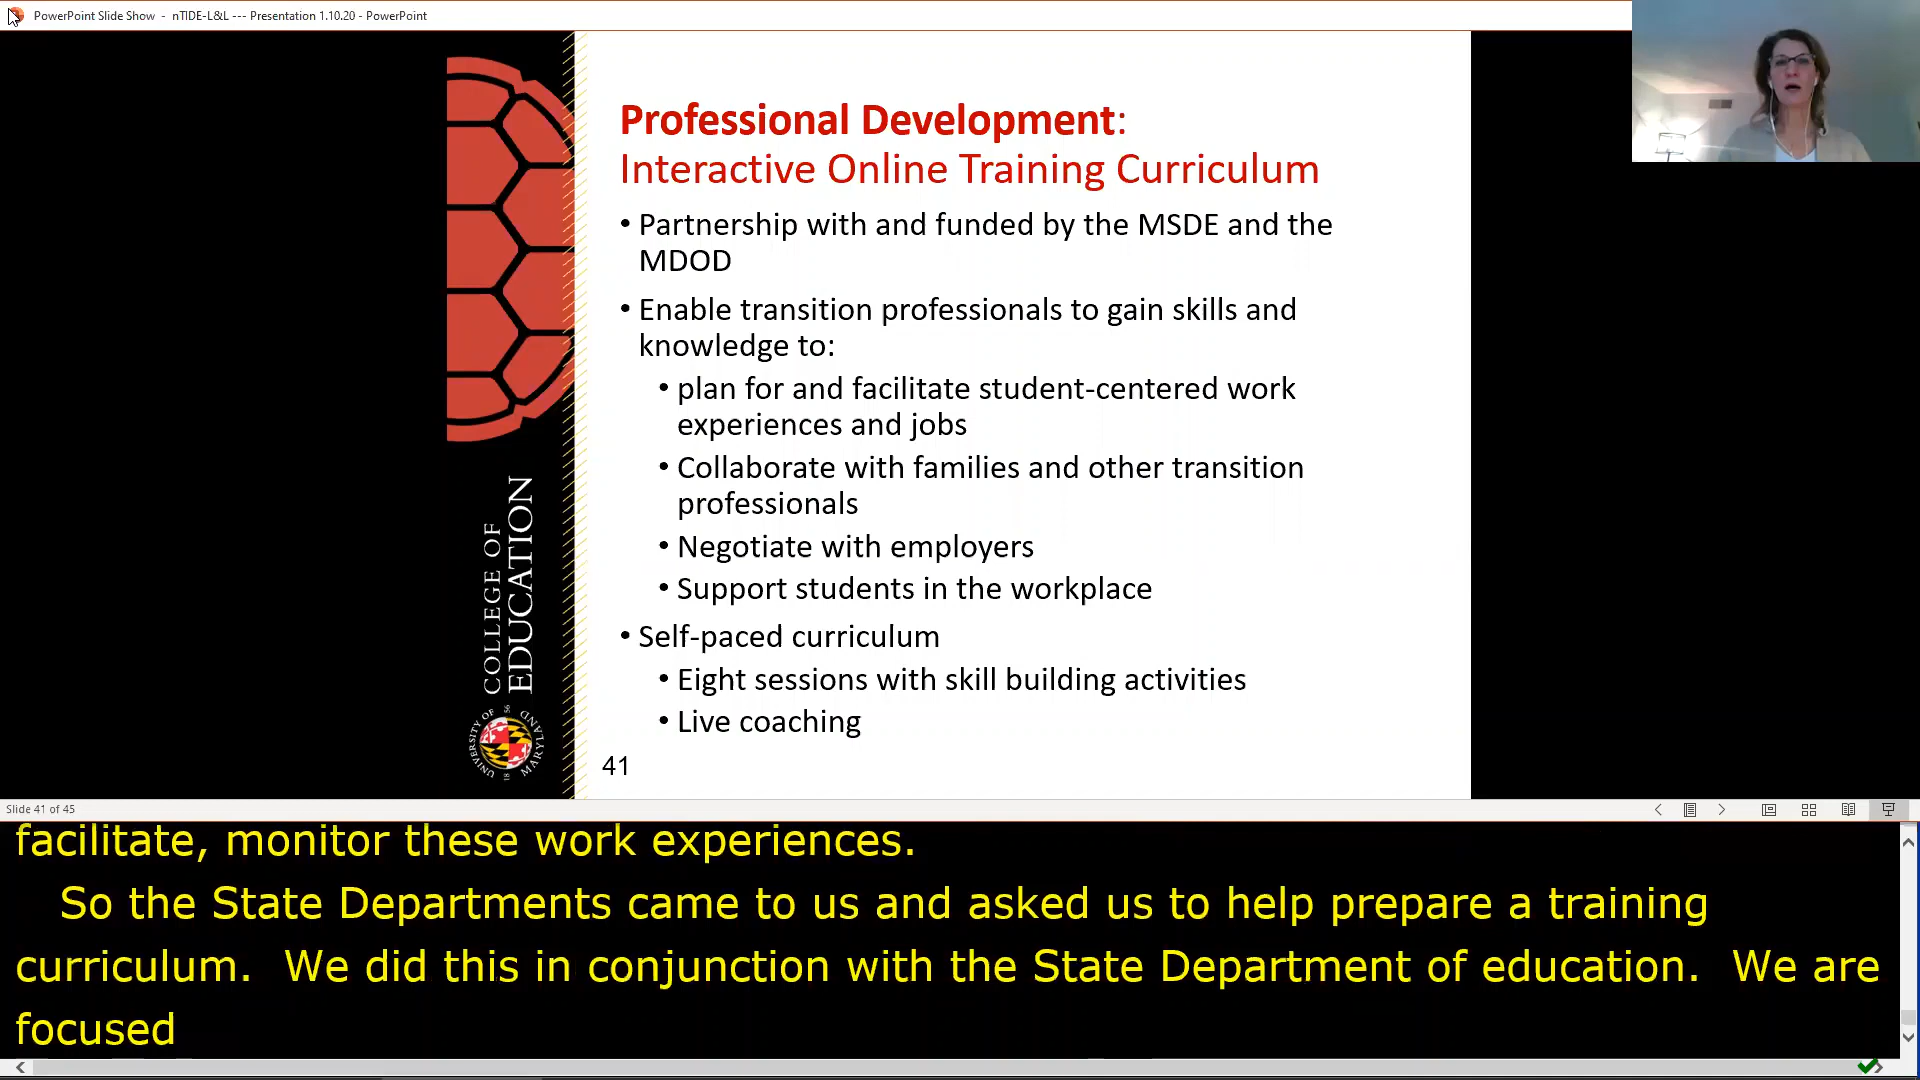 PowerPoint Slide Show - nTIDE-L&L --- Presentation 1.10.20 - PowerPoint
Professional Development:
Interactive Online Training Curriculum
• Partnership with and funded by the MSDE and the
MDOD
• Enable transition professionals to gain skills and
knowledge to:
• plan for and facilitate student-centered work
experiences and jobs
• Collaborate with families and other transition
professionals
• Negotiate with employers
• Support students in the workplace
• Self-paced curriculum
• Eight sessions with skill building activities
• Live coaching
41
COLLEGE OF
EDUCATION
UNIVERSITY OF
MARYLAND
18 56
Slide 41 of 45
facilitate, monitor these work experiences.
So the State Departments came to us and asked us to help prepare a training
curriculum. We did this in conjunction with the State Department of education. We are
focused